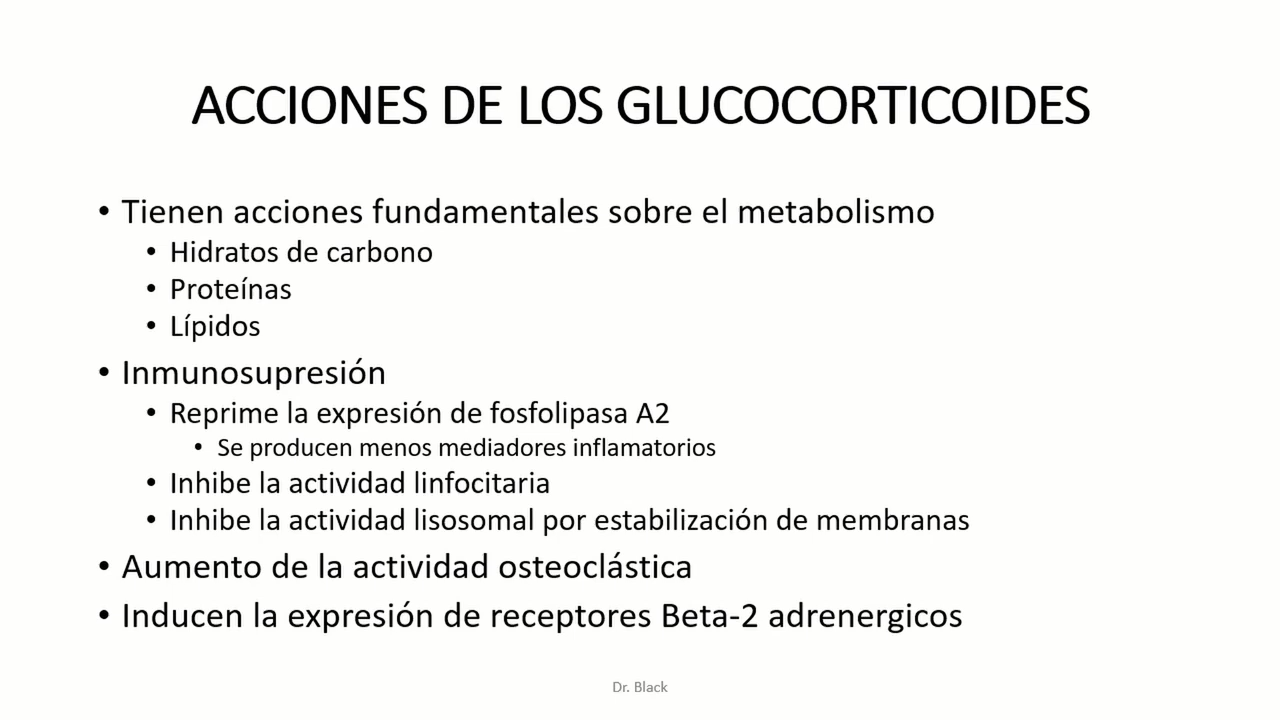 ACCIONES DE LOS GLUCOCORTICOIDES
• Tienen acciones fundamentales sobre el metabolismo
• Hidratos de carbono
• Proteínas
• Lípidos
• Inmunosupresión
• Reprime la expresión de fosfolipasa A2
• Se producen menos mediadores inflamatorios
• Inhibe la actividad linfocitaria
• Inhibe la actividad lisosomal por estabilización de membranas
• Aumento de la actividad osteoclástica
• Inducen la expresión de receptores Beta-2 adrenergicos
Dr. Black